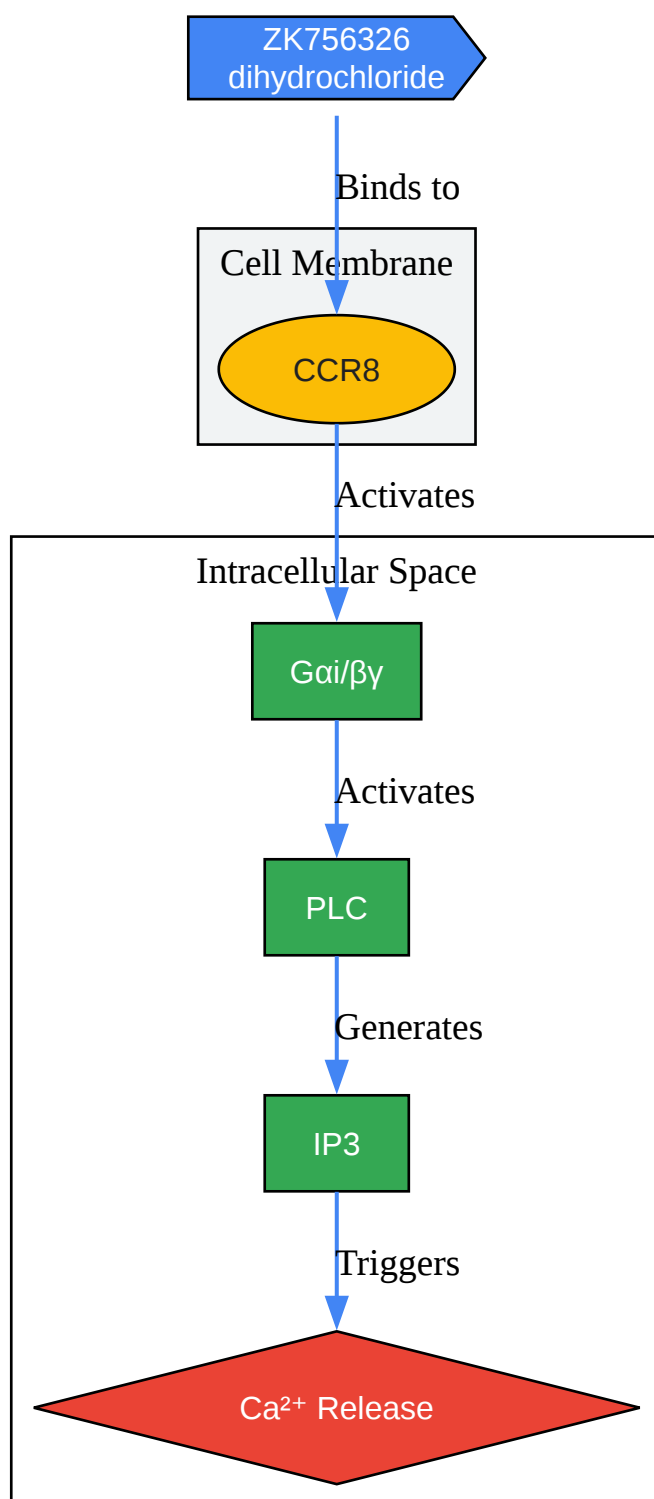 ZK756326
dihydrochloride
Binds to
Cell Membrane
CCR8
Activates
Intracellular Space
Gαi/βγ
Activates
PLC
Generates
IP3
Triggers
Ca²⁺ Release